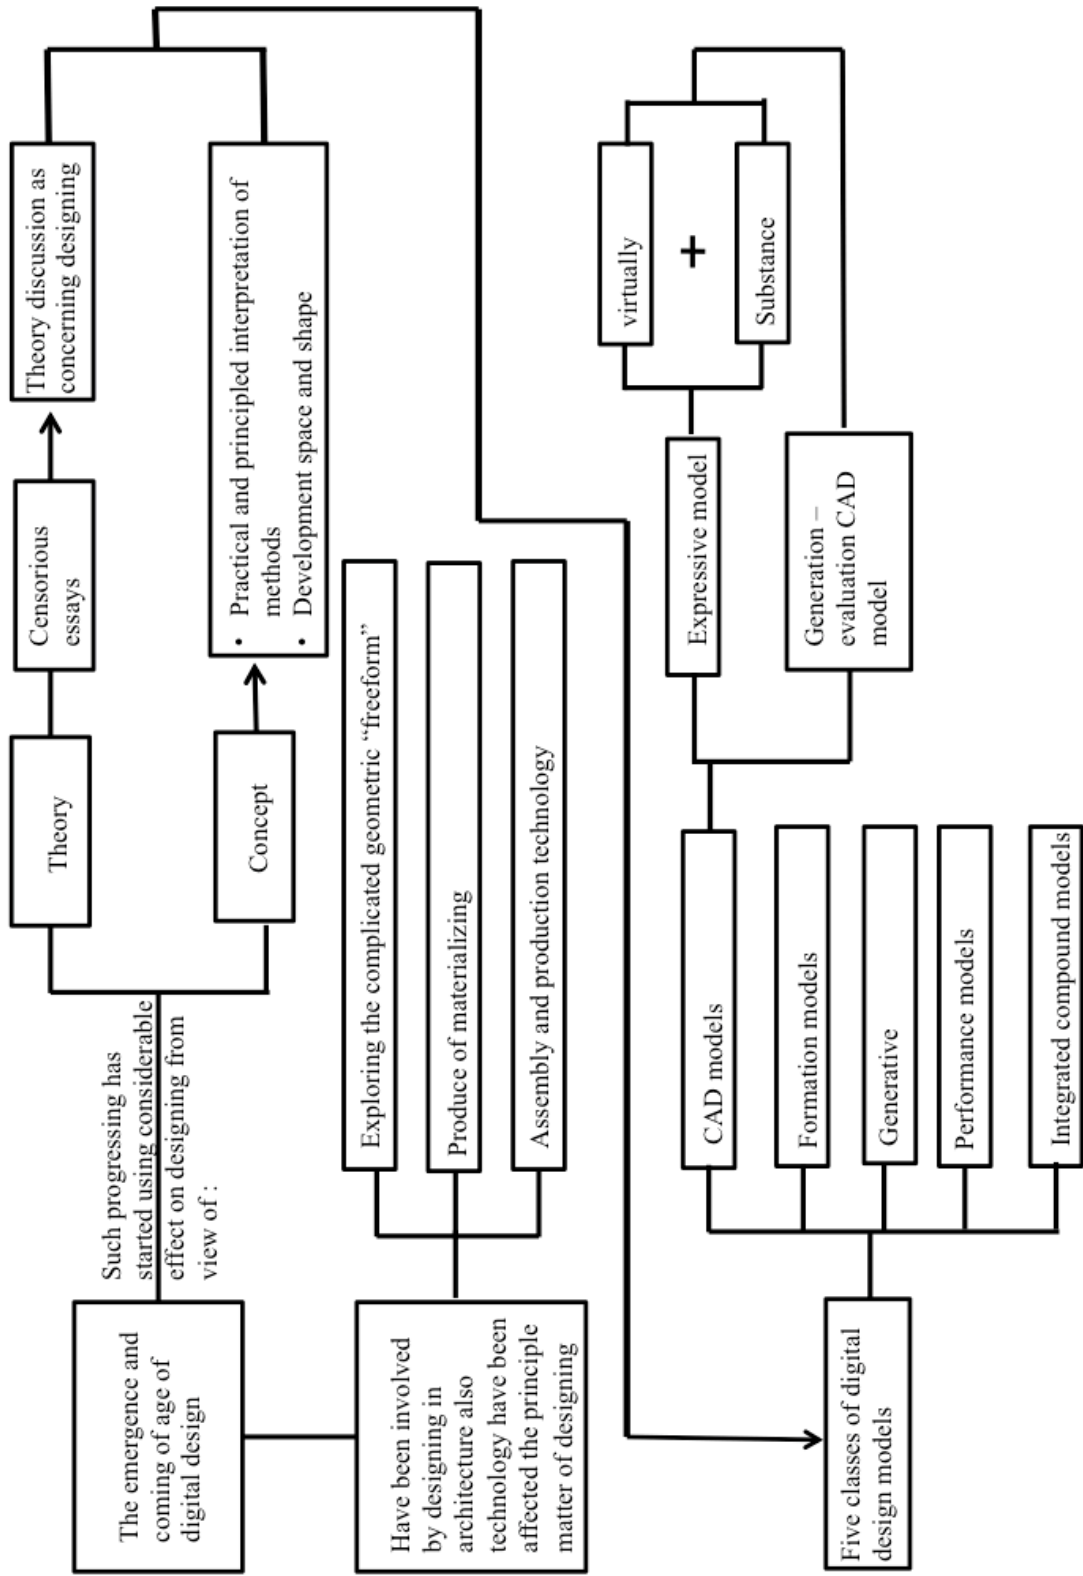 The emergence and
coming of age of
digital design
Such progressing has
started using considerable
effect on designing from
view of :
Theory
Censorious
essays
Theory discussion as
concerning designing
Concept
• Practical and principled interpretation of
methods
• Development space and shape
Have been involved
by designing in
architecture also
technology have been
affected the principle
matter of designing
Exploring the complicated geometric “freeform”
Produce of materializing
Assembly and production technology
Five classes of digital
design models
CAD models
Formation models
Generative
Performance models
Integrated compound models
Expressive model
Generation –
evaluation CAD
model
virtually
+
Substance